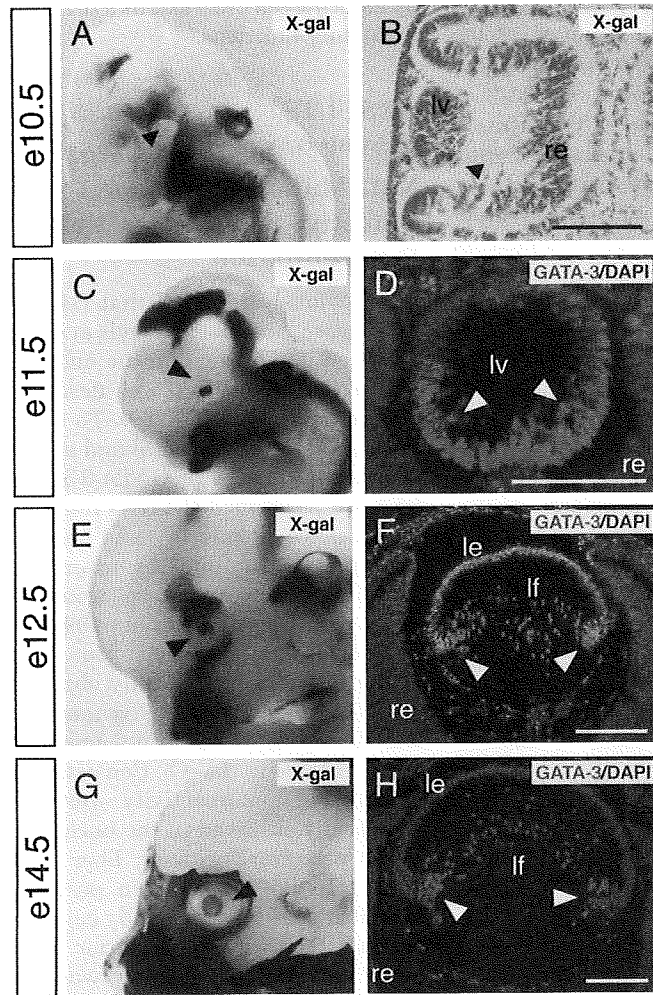 e10.5
A
X-gal
B
X-gal
lv
re
e11.5
C
X-gal
D
GATA-3/DAPI
lv
re
e12.5
E
X-gal
F
GATA-3/DAPI
le
lf
re
e14.5
G
X-gal
H
GATA-3/DAPI
le
lf
re